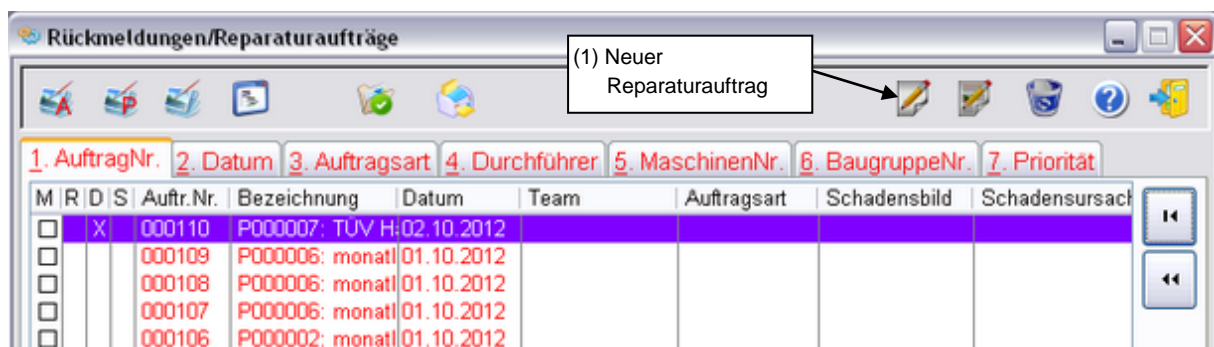 Rückmeldungen/Reparaturaufträge
(1) Neuer
Reparaturauftrag
A P
1. AuftragNr. 2. Datum 3. Auftragsart 4. Durchführer 5. MaschinenNr. 6. BaugruppeNr. 7. Priorität
M R D S Auftr.Nr. Bezeichnung Datum Team Auftragsart Schadensbild Schadensursach
X 000110 P000007: TÜV H 02.10.2012
000109 P000006: monatl 01.10.2012
000108 P000006: monatl 01.10.2012
000107 P000006: monatl 01.10.2012
000106 P000002: monatl 01.10.2012